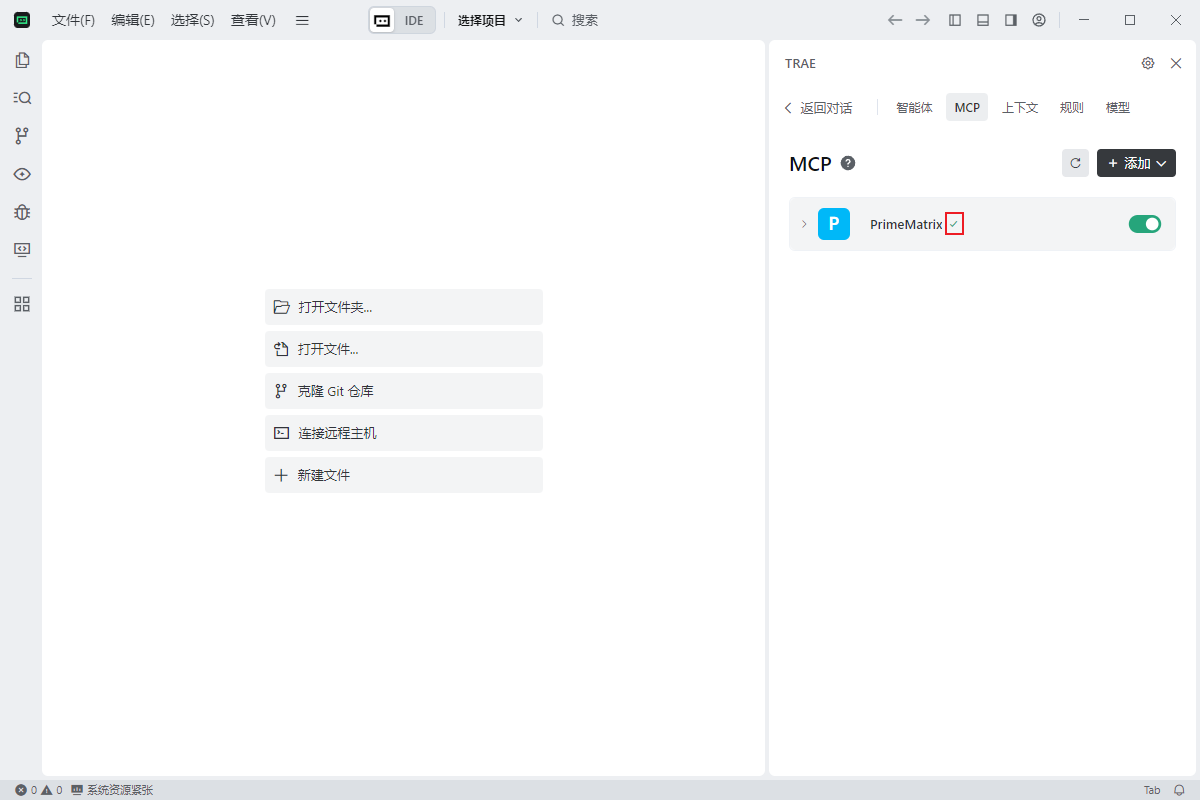 文件(F) 编辑(E) 选择(S) 查看(V) IDE 选择项目 搜索
TRAE
返回对话 智能体 MCP 上下文 规则 模型
MCP ? + 添加
P PrimeMatrix
打开文件夹...
打开文件...
克隆 Git 仓库
连接远程主机
新建文件
0 0 系统资源紧张 Tab